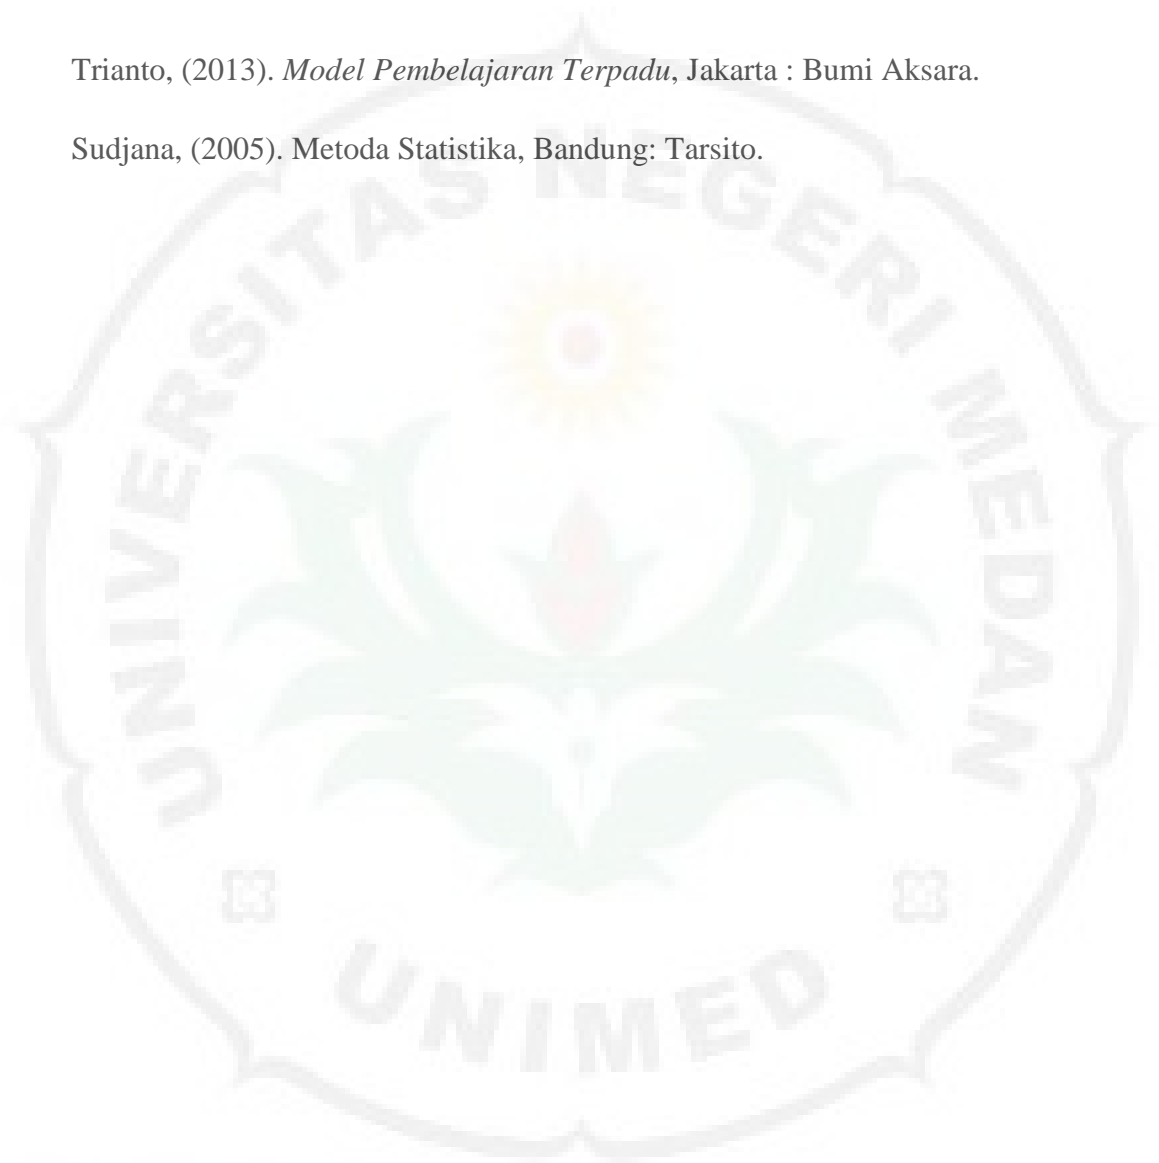 Trianto, (2013). Model Pembelajaran Terpadu, Jakarta : Bumi Aksara.
Sudjana, (2005). Metoda Statistika, Bandung: Tarsito.
UNIVERSITAS NEGERI MEDAN
UNIMED